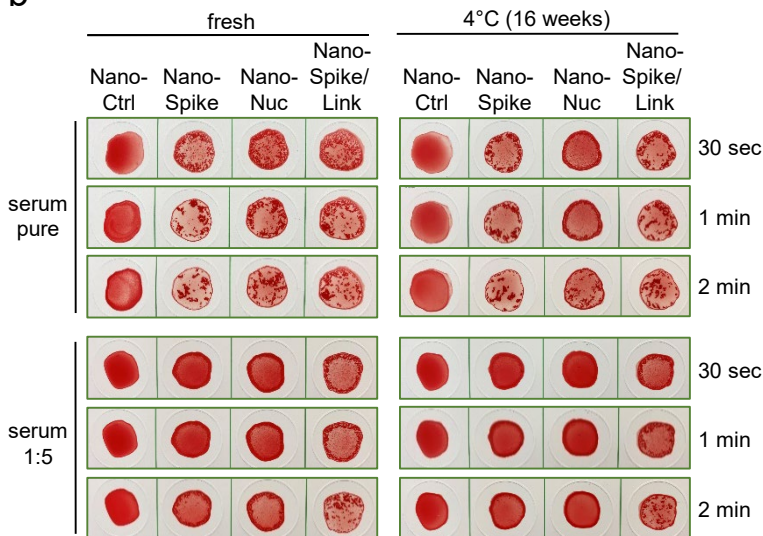 b
fresh
4°C (16 weeks)
Nano-
Ctrl
Nano-
Spike
Nano-
Nuc
Nano-
Spike/
Link
Nano-
Ctrl
Nano-
Spike
Nano-
Nuc
Nano-
Spike/
Link
serum
pure
30 sec
1 min
2 min
serum
1:5
30 sec
1 min
2 min